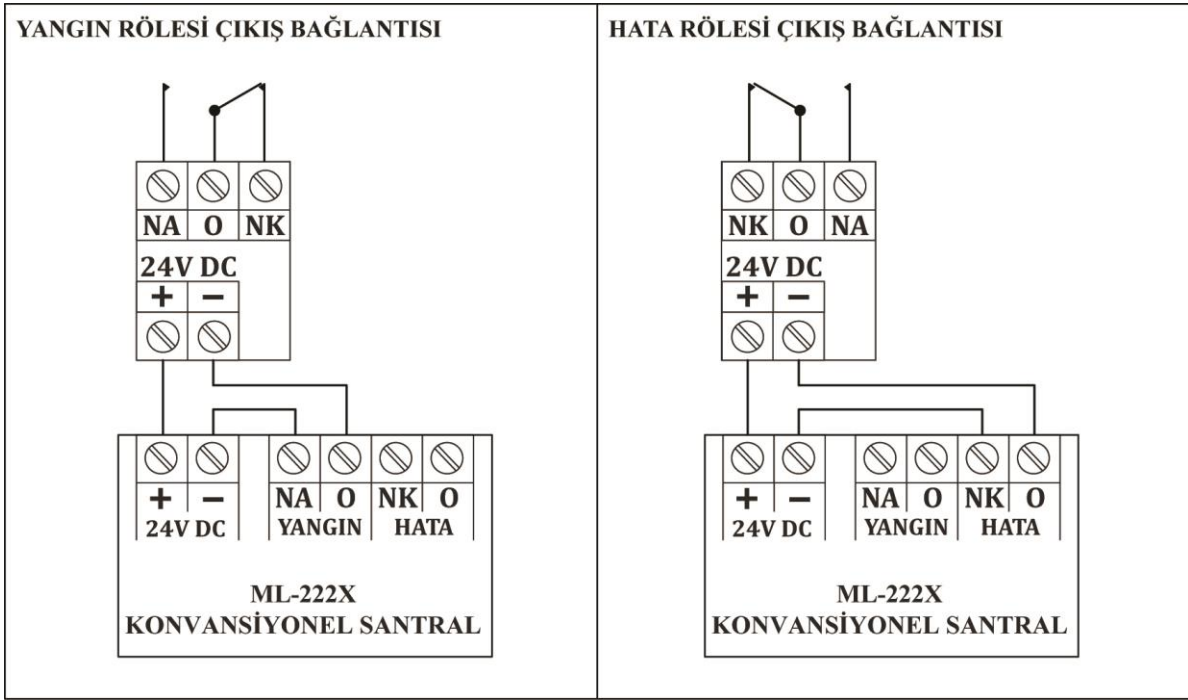 YANGIN RÖLESİ ÇIKIŞ BAĞLANTISI
NA O NK
24V DC
+ −
+ − NA O NK O
24V DC YANGIN HATA
ML-222X
KONVANSİYONEL SANTRAL
HATA RÖLESİ ÇIKIŞ BAĞLANTISI
NK O NA
24V DC
+ −
+ − NA O NK O
24V DC YANGIN HATA
ML-222X
KONVANSİYONEL SANTRAL